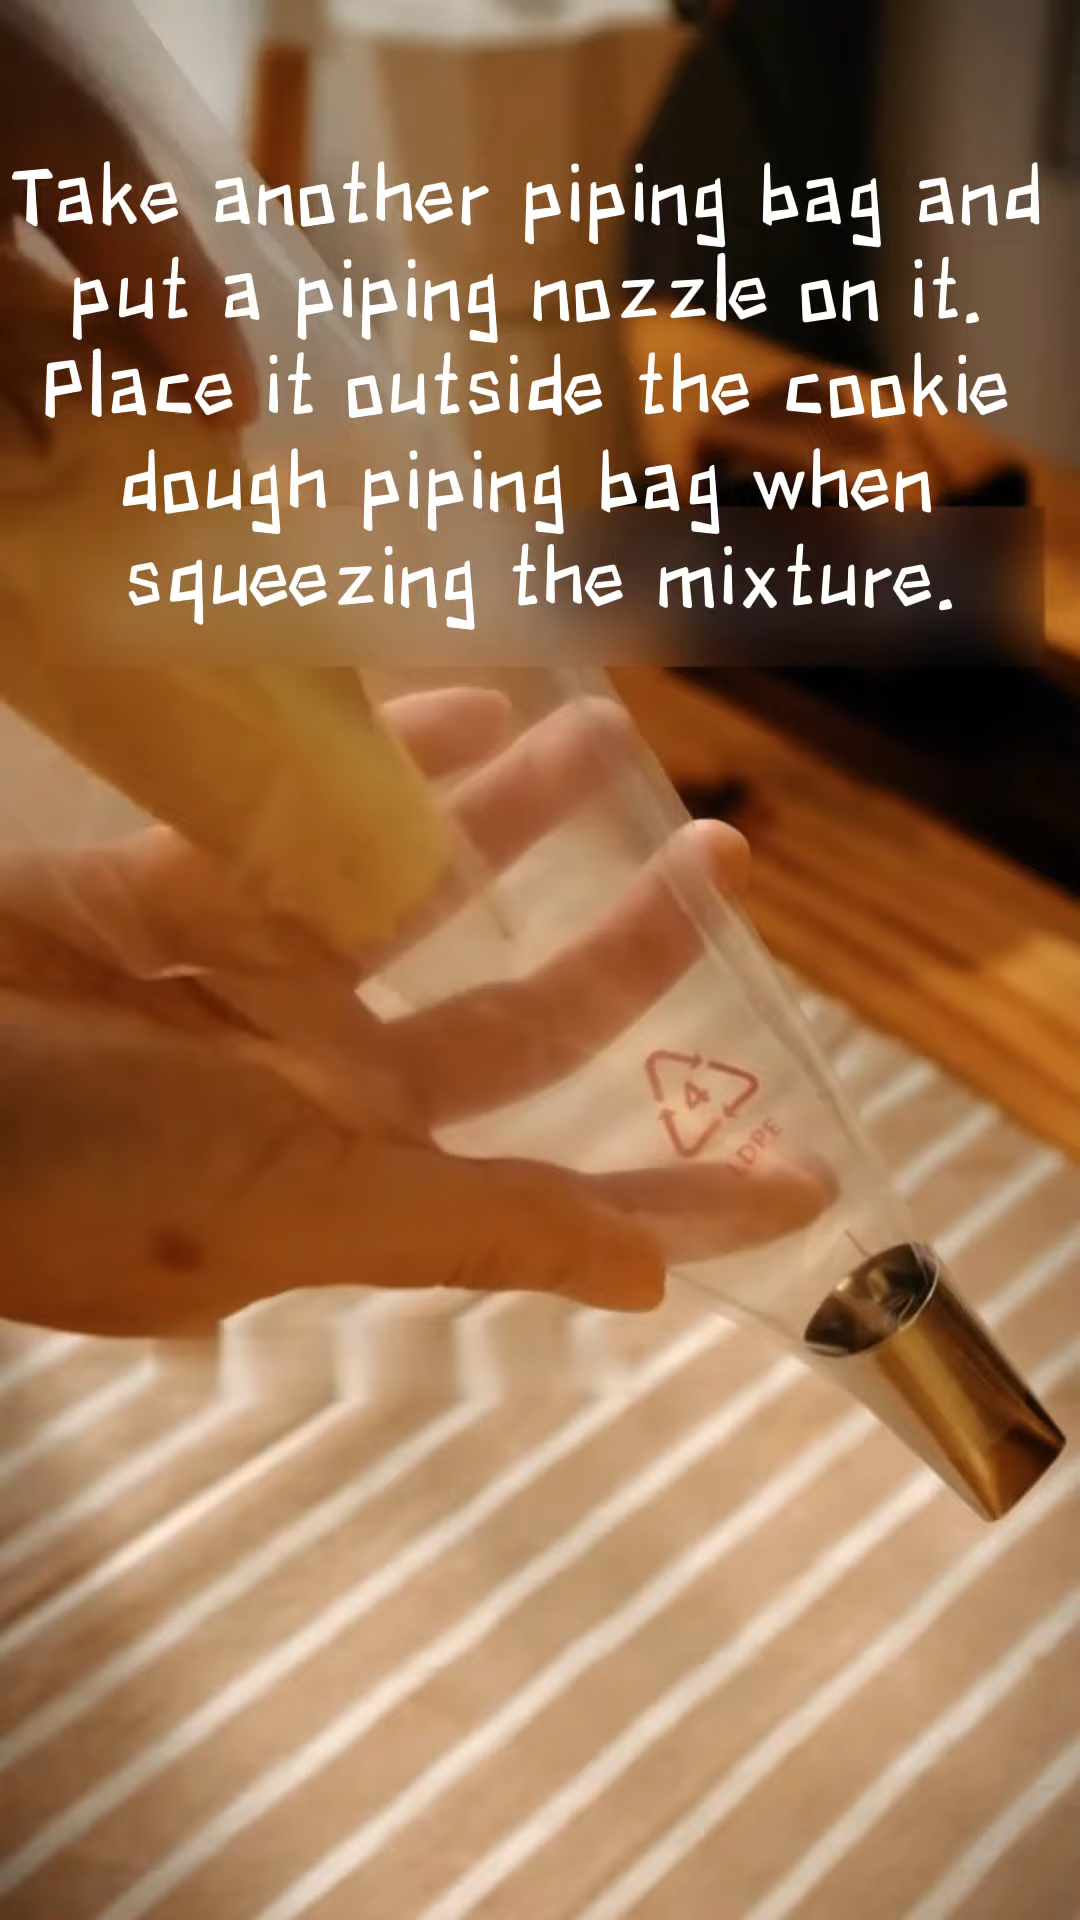 Take another piping bag and
put a piping nozzle on it.
Place it outside the cookie
dough piping bag when
squeezing the mixture.
4
LDPE